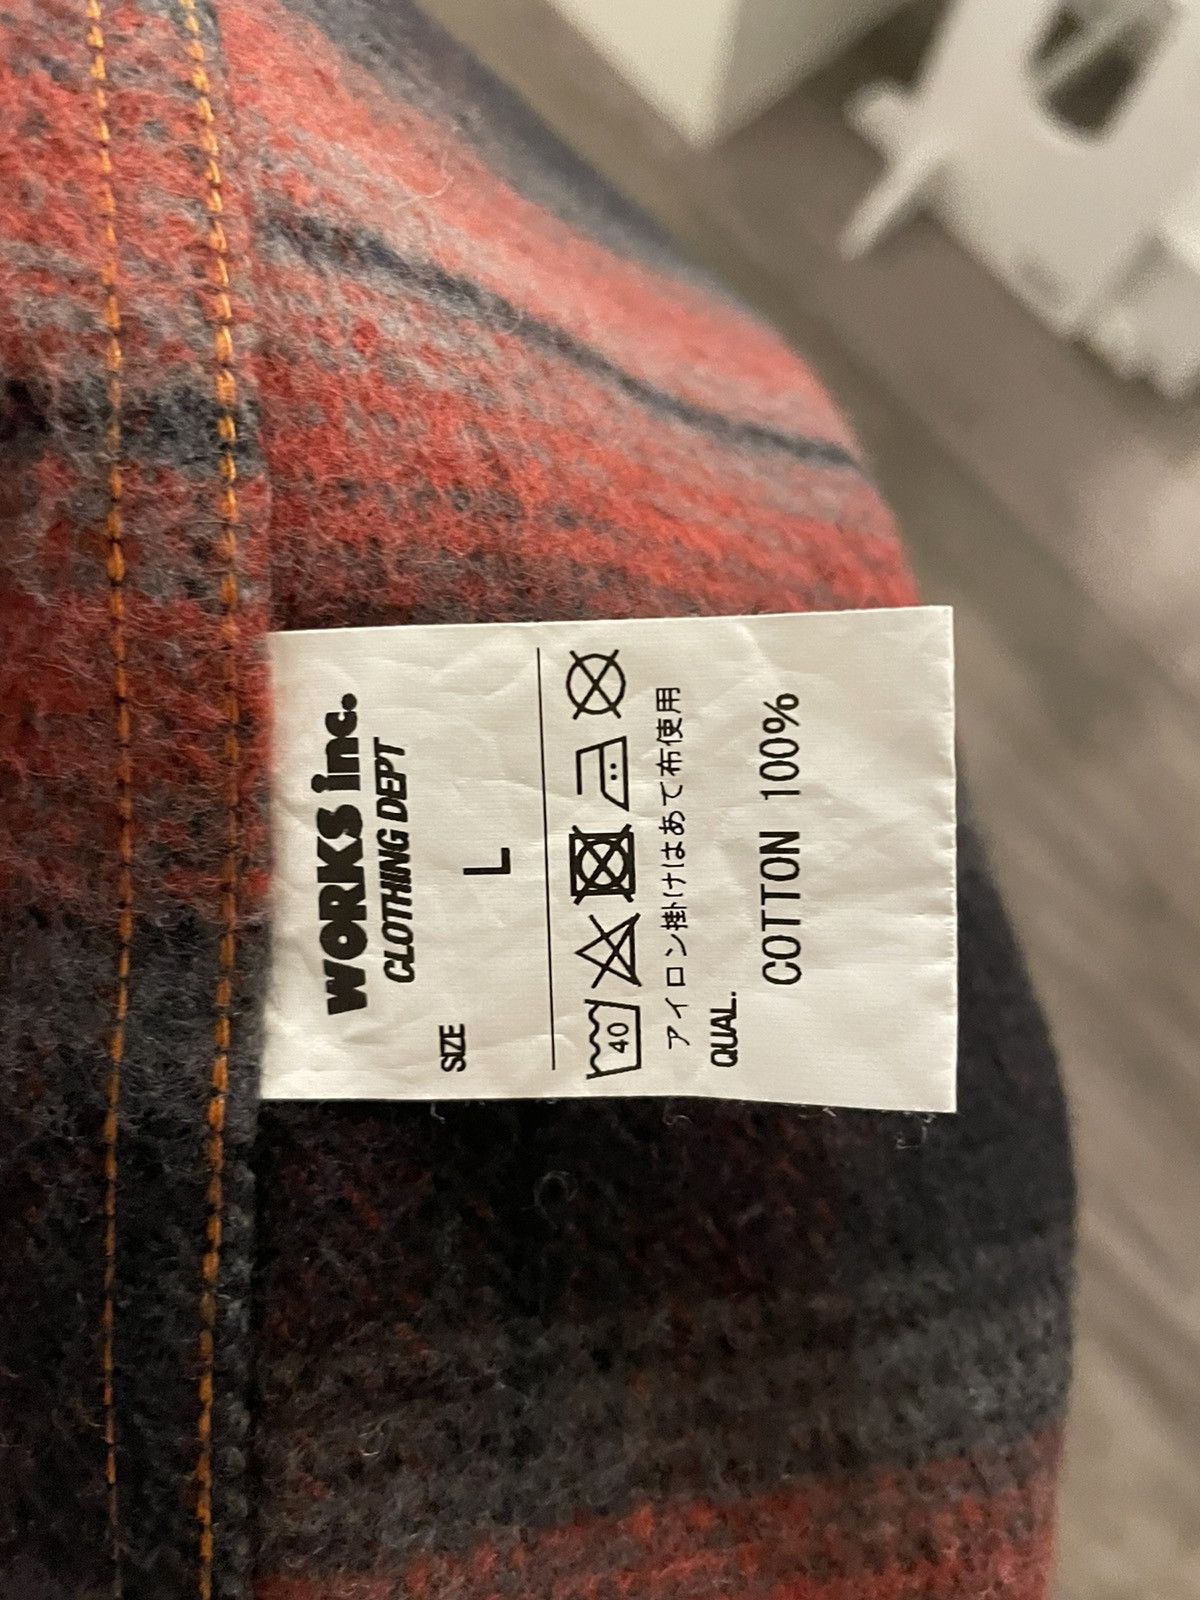 WORKS inc.
CLOTHING DEPT
SIZE
L
40
アイロン掛けはあて布使用
QUAL.
COTTON 100%